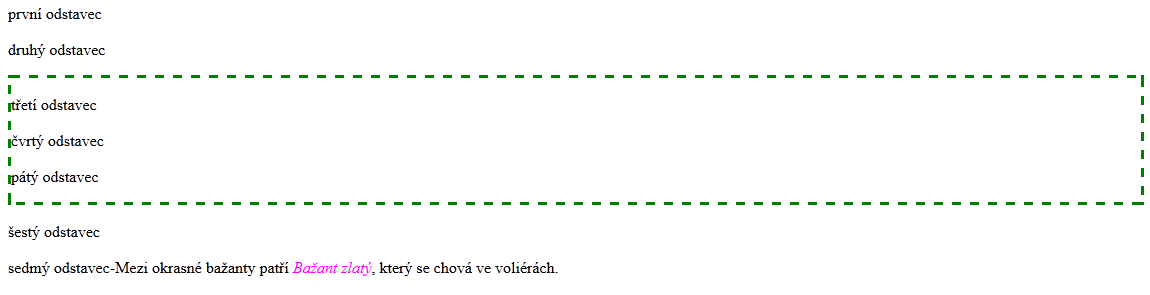 první odstavec
druhý odstavec
třetí odstavec
čvrtý odstavec
pátý odstavec
šestý odstavec
sedmý odstavec-Mezi okrasné bažanty patří Bažant zlatý, který se chová ve voliérách.